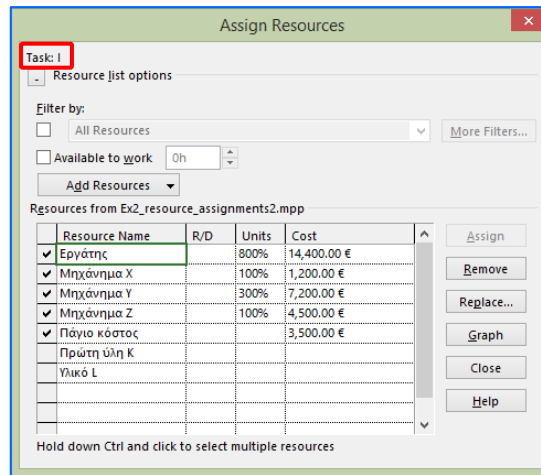 Assign Resources
Task: I
- Resource list options
Filter by:
All Resources More Filters...
Available to work 0h
Add Resources
Resources from Ex2_resource_assignments2.mpp
Resource Name R/D Units Cost Assign
Εργάτης 800% 14,400.00 €
Μηχάνημα X 100% 1,200.00 € Remove
Μηχάνημα Y 300% 7,200.00 €
Μηχάνημα Z 100% 4,500.00 € Replace...
Πάγιο κόστος 3,500.00 € Graph
Πρώτη ύλη K
Υλικό L Close
Help
Hold down Ctrl and click to select multiple resources